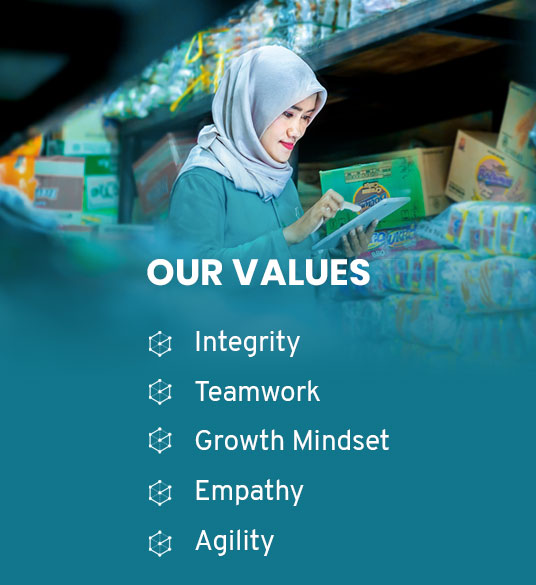 OUR VALUES
Integrity
Teamwork
Growth Mindset
Empathy
Agility